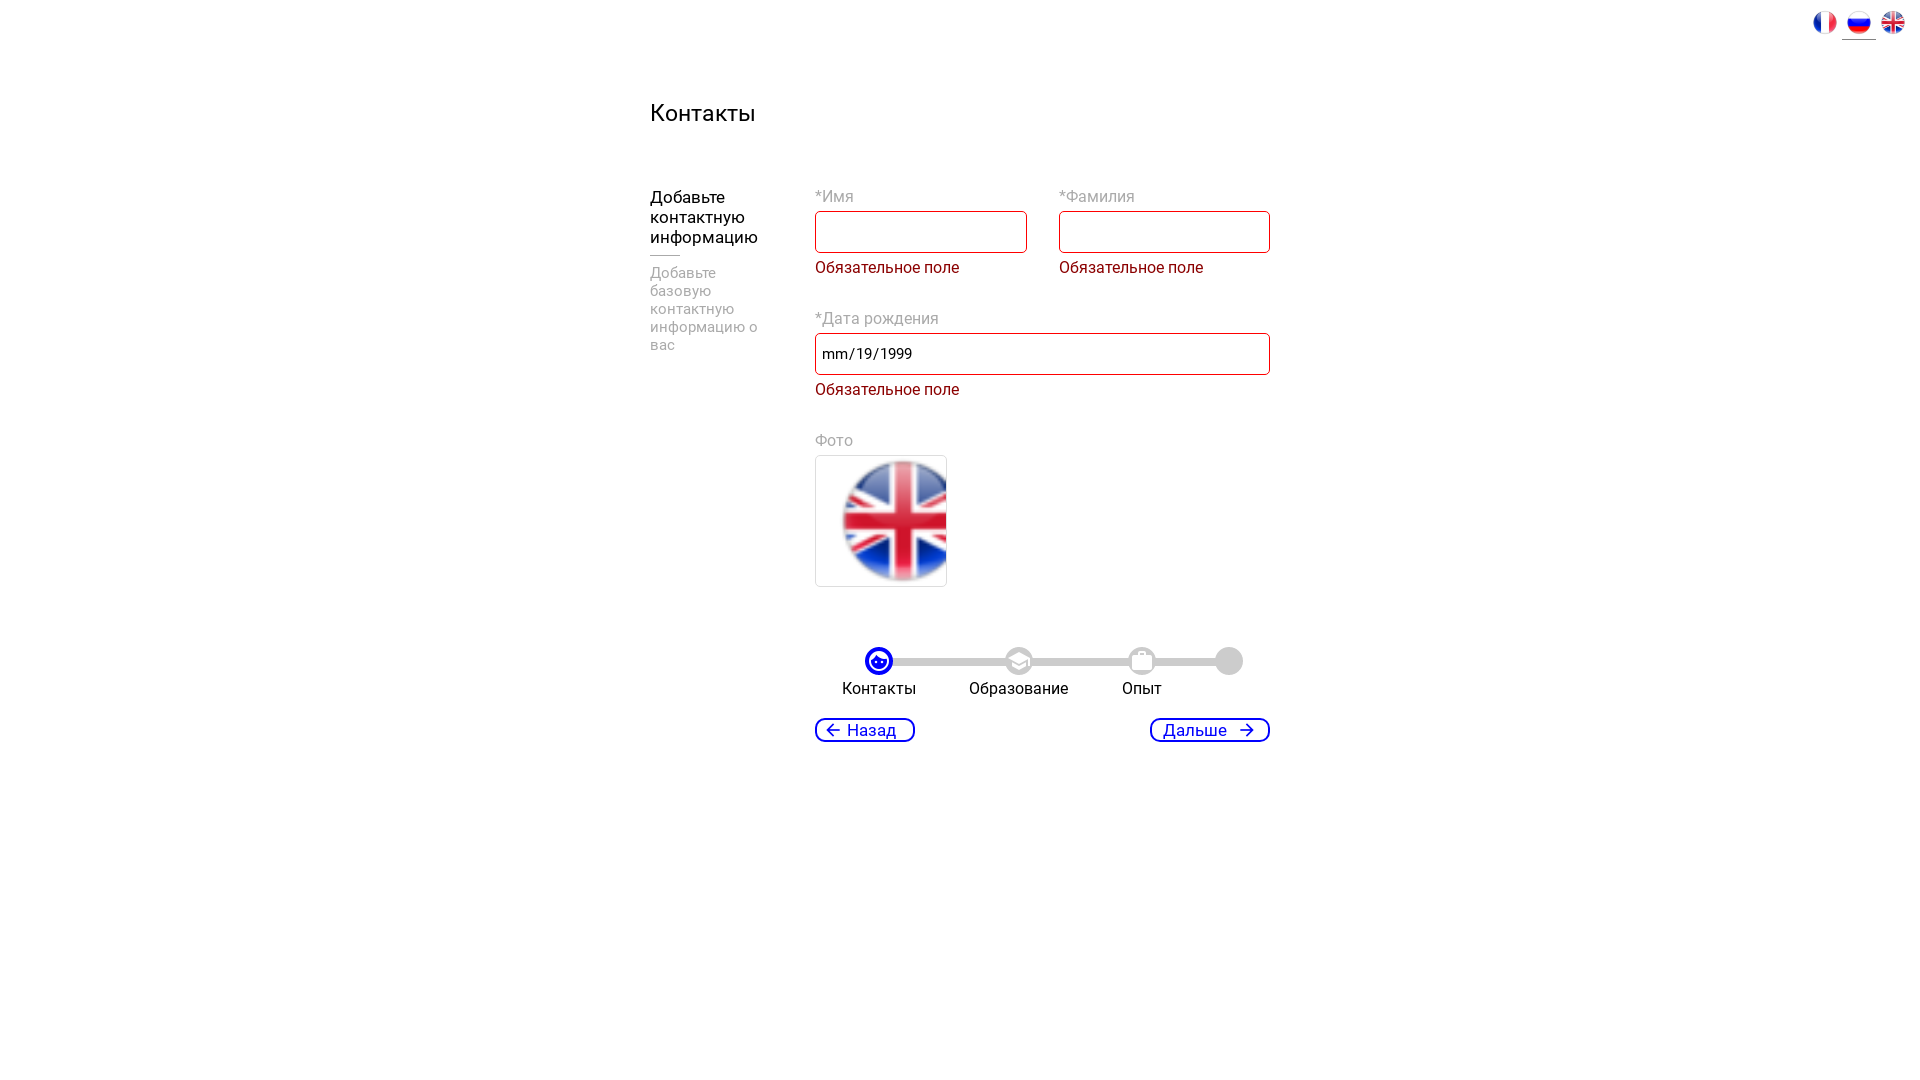 Контакты
Добавьте
контактную
информацию
Добавьте
базовую
контактную
информацию о
вас
*Имя
*Фамилия
Обязательное поле
Обязательное поле
*Дата рождения
mm/19/1999
Обязательное поле
Фото
Контакты
Образование
Опыт
Назад
Дальше